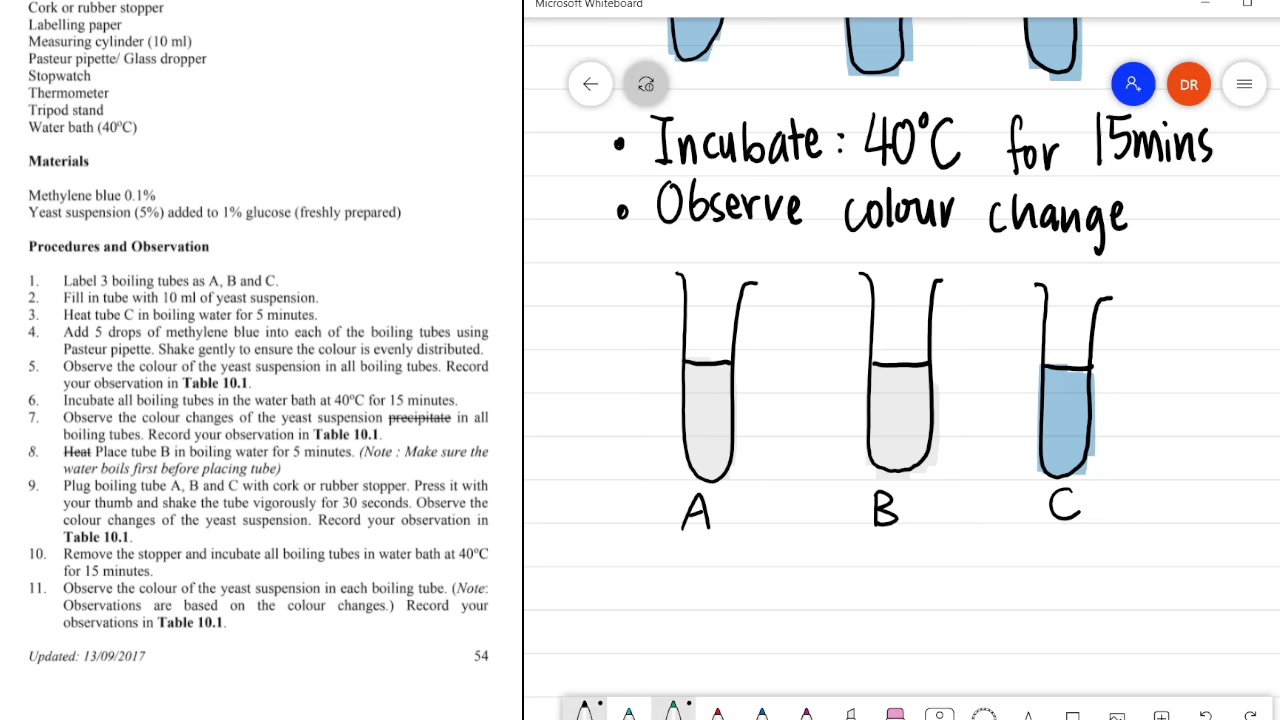 Cork or rubber stopper
Labelling paper
Measuring cylinder (10 ml)
Pasteur pipette/ Glass dropper
Stopwatch
Thermometer
Tripod stand
Water bath (40ºC)
Materials
Methylene blue 0.1%
Yeast suspension (5%) added to 1% glucose (freshly prepared)
Procedures and Observation
1. Label 3 boiling tubes as A, B and C.
2. Fill in tube with 10 ml of yeast suspension.
3. Heat tube C in boiling water for 5 minutes.
4. Add 5 drops of methylene blue into each of the boiling tubes using
Pasteur pipette. Shake gently to ensure the colour is evenly distributed.
5. Observe the colour of the yeast suspension in all boiling tubes. Record
your observation in Table 10.1.
6. Incubate all boiling tubes in the water bath at 40ºC for 15 minutes.
7. Observe the colour changes of the yeast suspension precipitate in all
boiling tubes. Record your observation in Table 10.1.
8. Heat Place tube B in boiling water for 5 minutes. (Note : Make sure the
water boils first before placing tube)
9. Plug boiling tube A, B and C with cork or rubber stopper. Press it with
your thumb and shake the tube vigorously for 30 seconds. Observe the
colour changes of the yeast suspension. Record your observation in
Table 10.1.
10. Remove the stopper and incubate all boiling tubes in water bath at 40ºC
for 15 minutes.
11. Observe the colour of the yeast suspension in each boiling tube. (Note:
Observations are based on the colour changes.) Record your
observations in Table 10.1.
Updated: 13/09/2017 54
Microsoft Whiteboard
DR
• Incubate : 40°C for 15mins
• Observe colour change
A B C